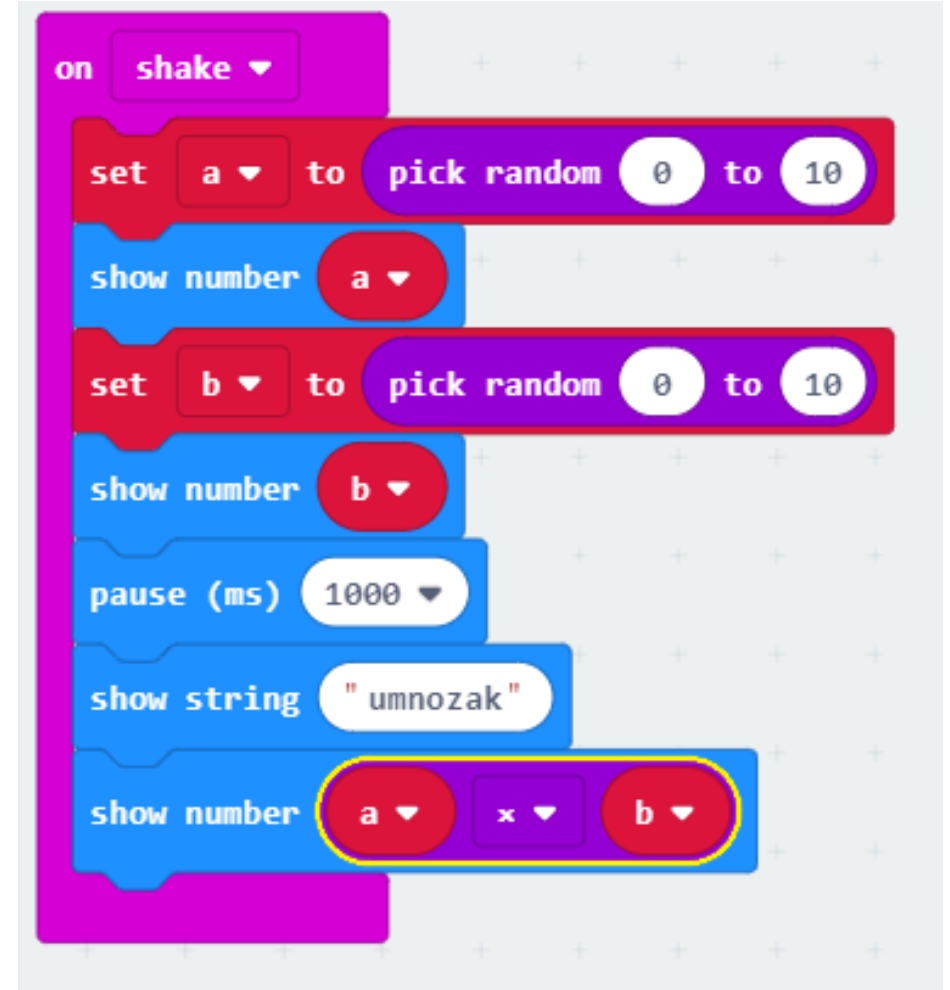 on shake
set a to pick random 0 to 10
show number a
set b to pick random 0 to 10
show number b
pause (ms) 1000
show string "umnozak"
show number a x b